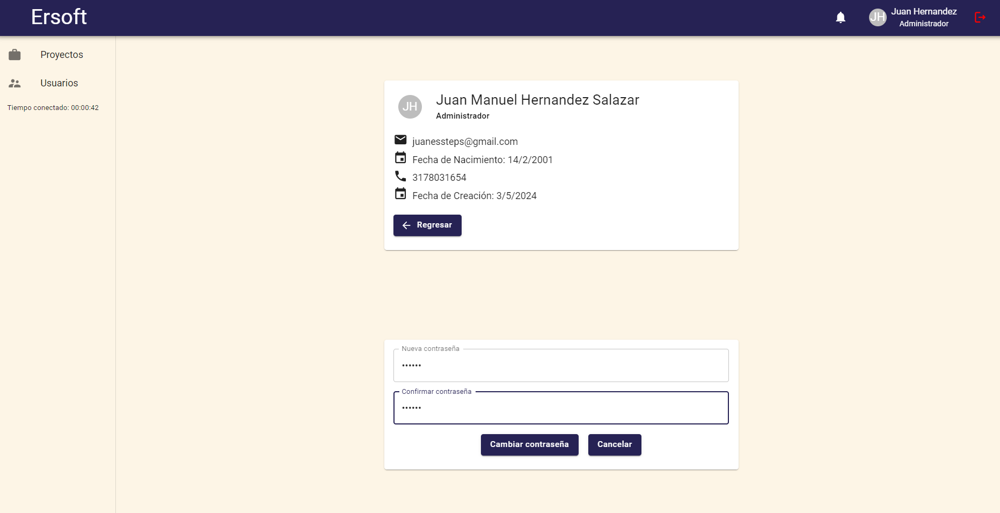 Ersoft
JH
Juan Hernandez
Administrador
Proyectos
Usuarios
Tiempo conectado: 00:00:42
JH
Juan Manuel Hernandez Salazar
Administrador
juanessteps@gmail.com
Fecha de Nacimiento: 14/2/2001
3178031654
Fecha de Creación: 3/5/2024
Regresar
Nueva contraseña
••••••
Confirmar contraseña
••••••
Cambiar contraseña
Cancelar